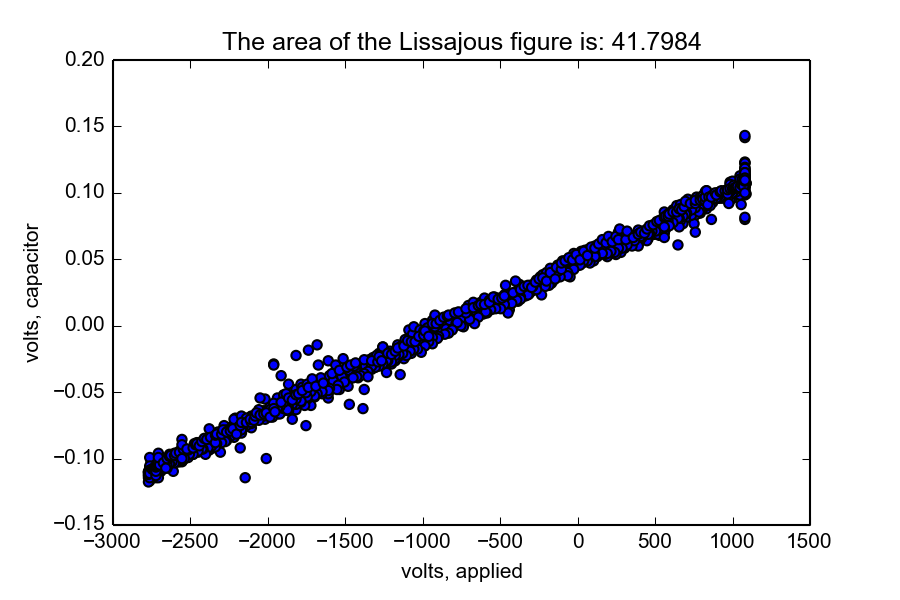 The area of the Lissajous figure is: 41.7984
0.20
0.15
0.10
0.05
0.00
−0.05
−0.10
−0.15
volts, capacitor
−3000 −2500 −2000 −1500 −1000 −500 0 500 1000 1500
volts, applied